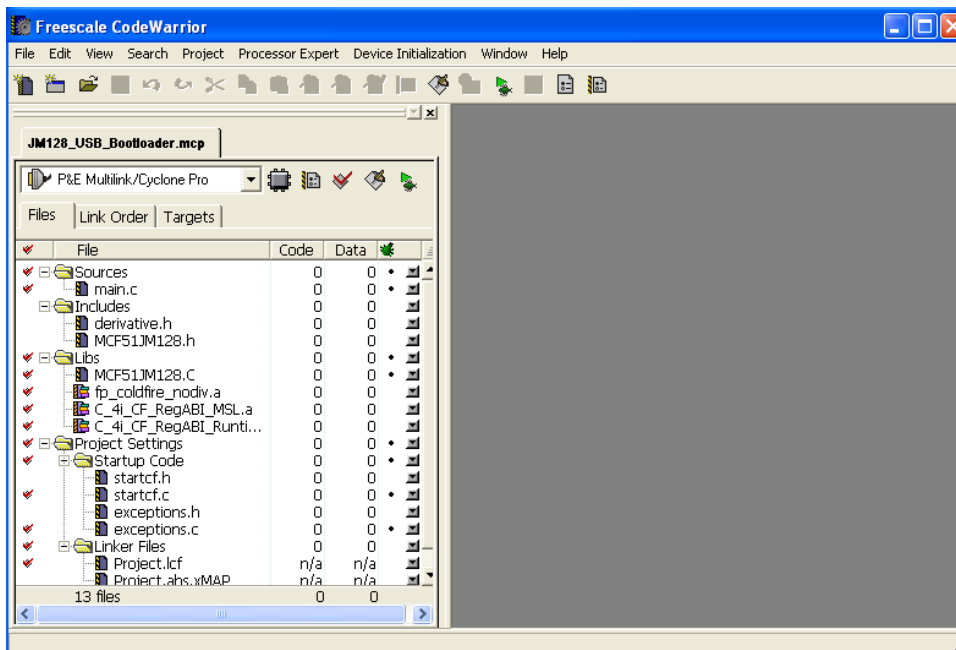 Freescale CodeWarrior
File Edit View Search Project Processor Expert Device Initialization Window Help
JM128_USB_Bootloader.mcp
P&E Multilink/Cyclone Pro
Files Link Order Targets
File Code Data
Sources 0 0
main.c 0 0
Includes 0 0
derivative.h 0 0
MCF51JM128.h 0 0
Libs 0 0
MCF51JM128.C 0 0
fp_coldfire_nodiv.a 0 0
C_4i_CF_RegABI_MSL.a 0 0
C_4i_CF_RegABI_Runti... 0 0
Project Settings 0 0
Startup Code 0 0
startcf.h 0 0
startcf.c 0 0
exceptions.h 0 0
exceptions.c 0 0
Linker Files 0 0
Project.lcf n/a n/a
Project.abs.xMAP n/a n/a
13 files 0 0